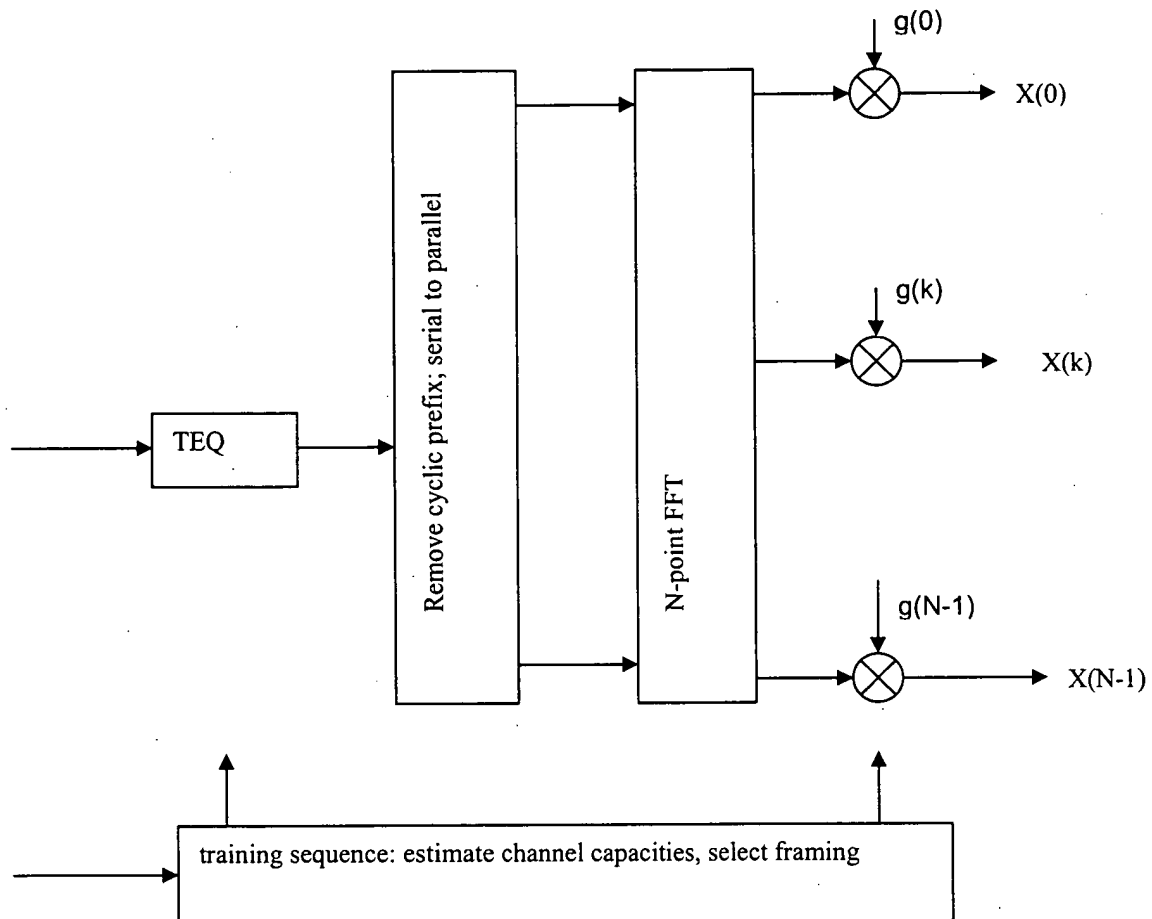 g(0)
X(0)
Remove cyclic prefix; serial to parallel
N-point FFT
g(k)
X(k)
TEQ
g(N-1)
X(N-1)
training sequence: estimate channel capacities, select framing